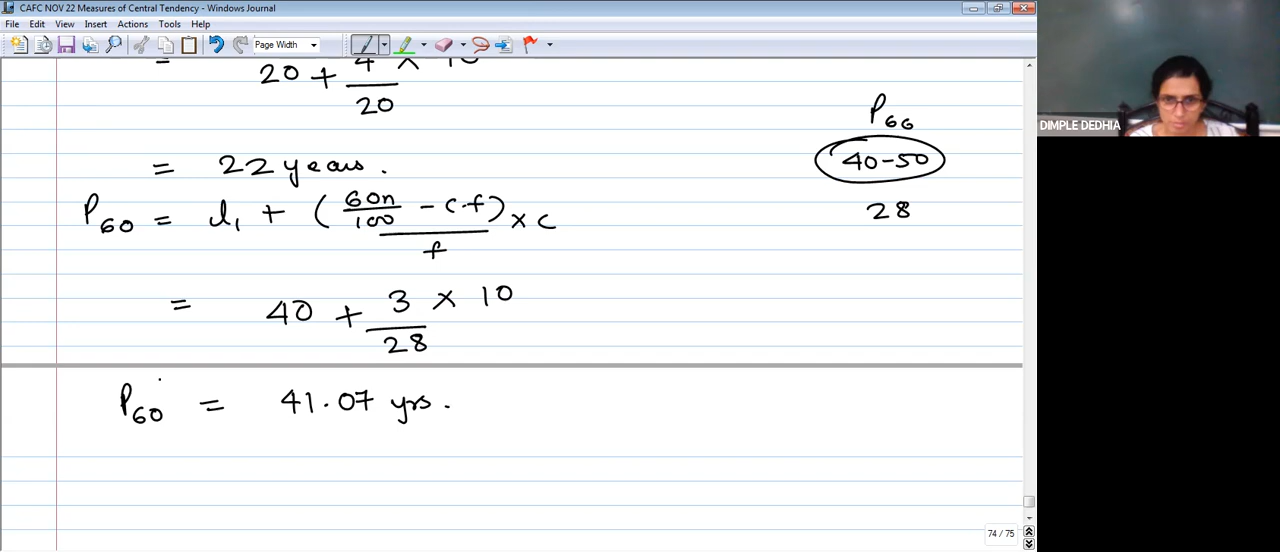 CAFC NOV 22 Measures of Central Tendency - Windows Journal
File Edit View Insert Actions Tools Help
Page Width
= 20 + 4/20 × 10
= 22 years.
P60 = l1 + (60n/100 - c.f)/f × c
= 40 + 3/28 × 10
P60 = 41.07 yrs.
P66
40-50
28
74 / 75
DIMPLE DEDHIA